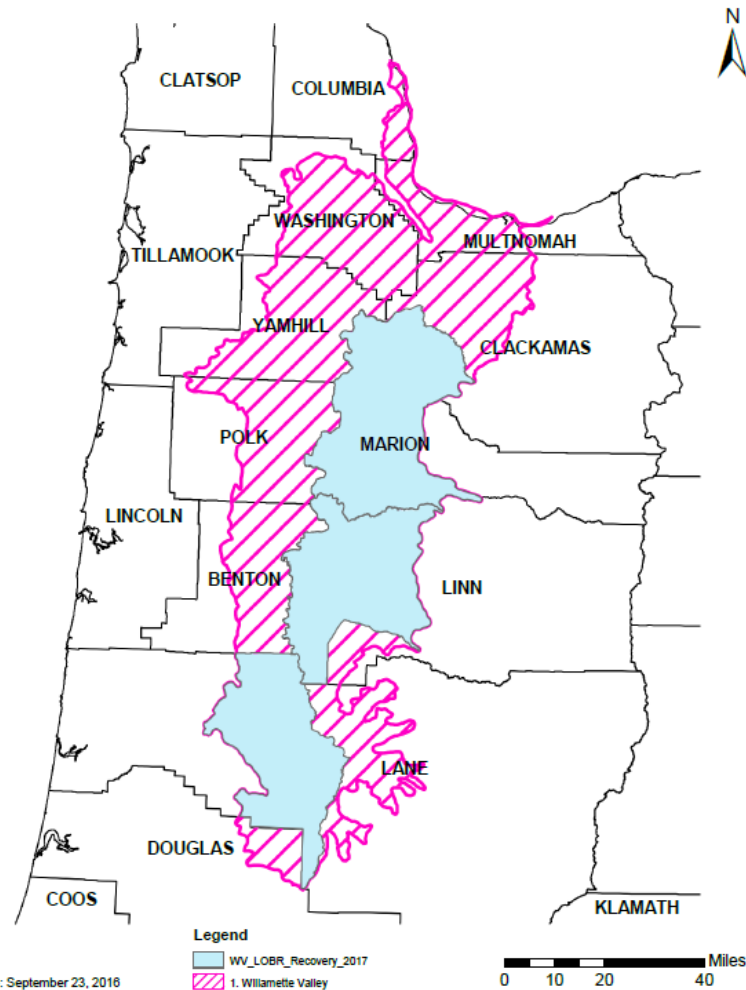 N
CLATSOP
COLUMBIA
WASHINGTON
MULTNOMAH
TILLAMOOK
YAMHILL
CLACKAMAS
POLK
MARION
LINCOLN
BENTON
LINN
LANE
DOUGLAS
COOS
KLAMATH
Legend
WV_LOBR_Recovery_2017
1. Willamette Valley
: September 23, 2016
Miles
0 10 20 40